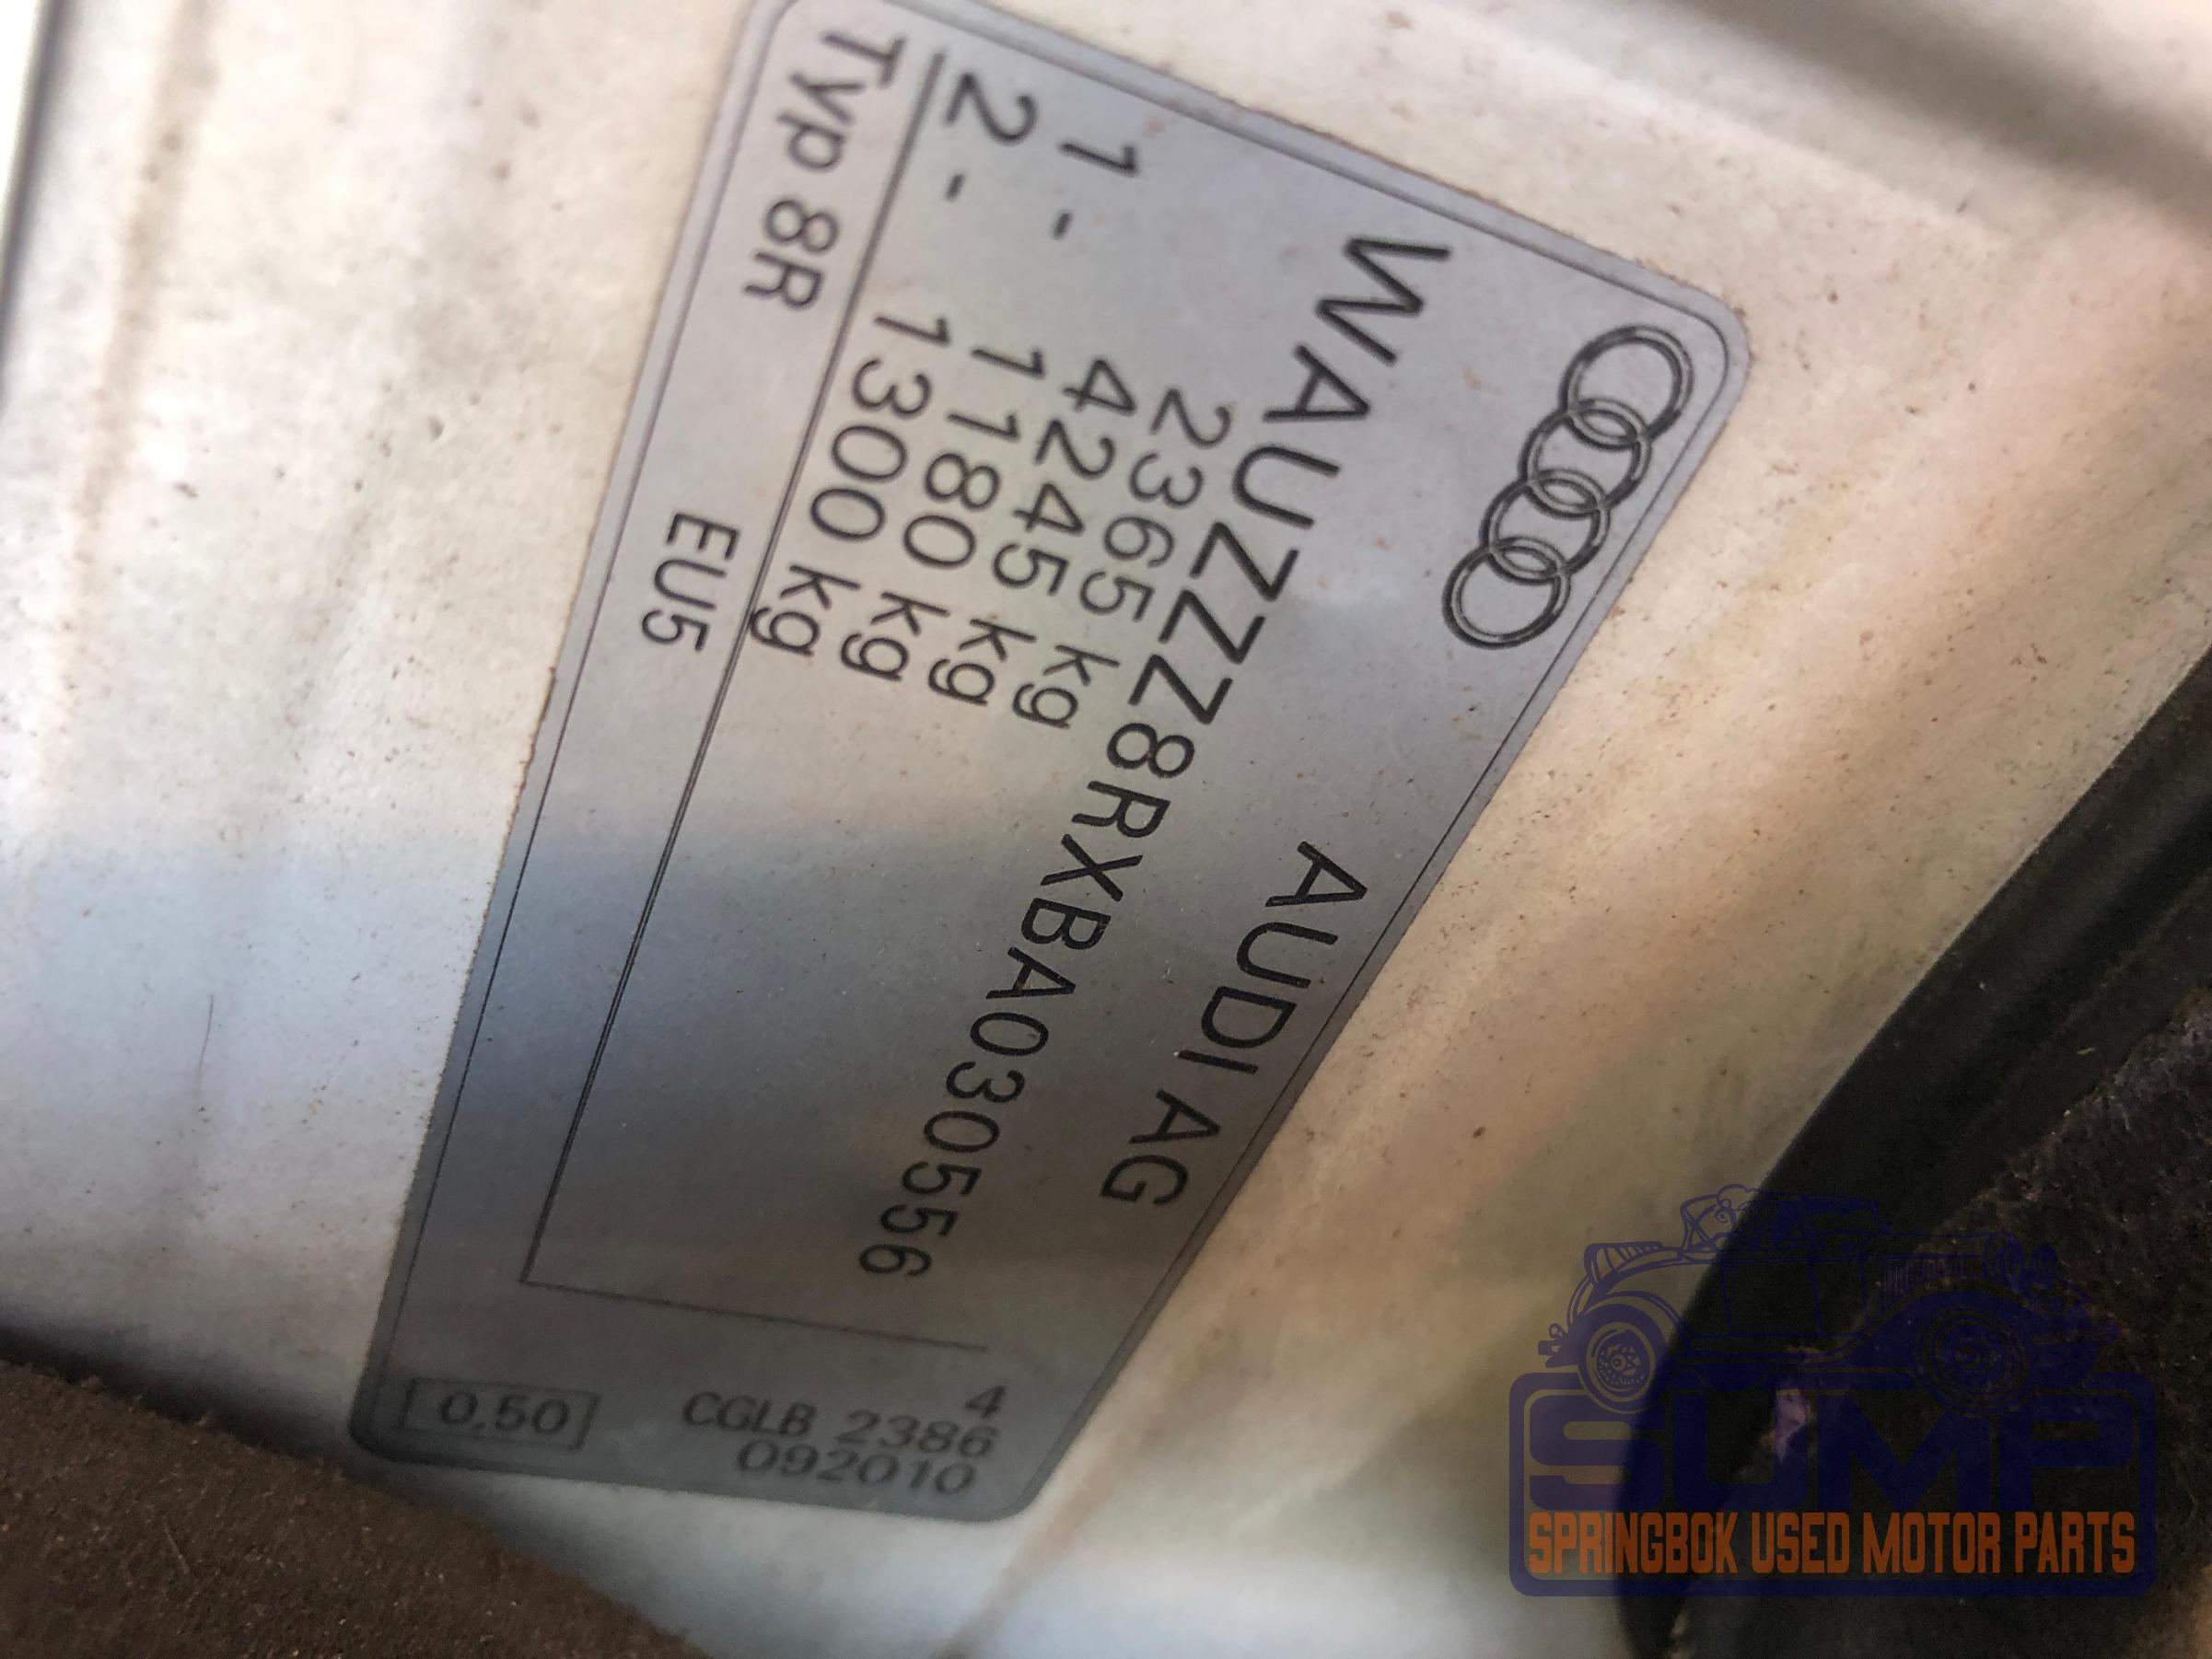 AUDI AG
WAUZZZ8RXBA030556
2365 kg
4245 kg
1 - 1180 kg
2 - 1300 kg
Typ 8R EU5
4
CGLB 2386
092010
0.50
SUMP
SPRINGBOK USED MOTOR PARTS